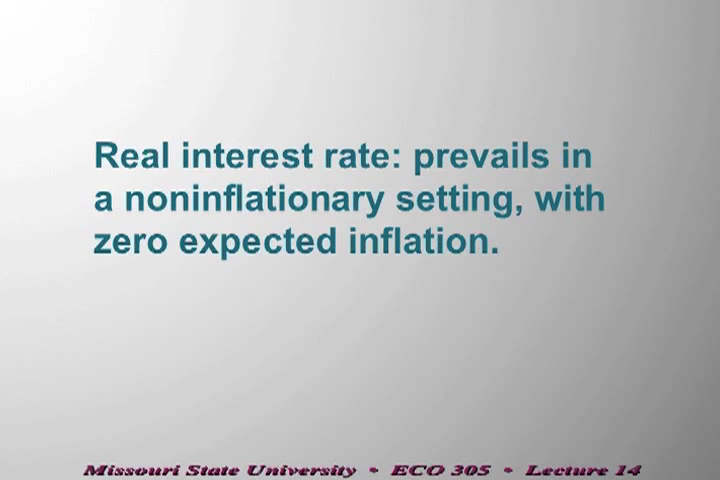 Real interest rate: prevails in
a noninflationary setting, with
zero expected inflation.
Missouri State University • ECO 305 • Lecture 14